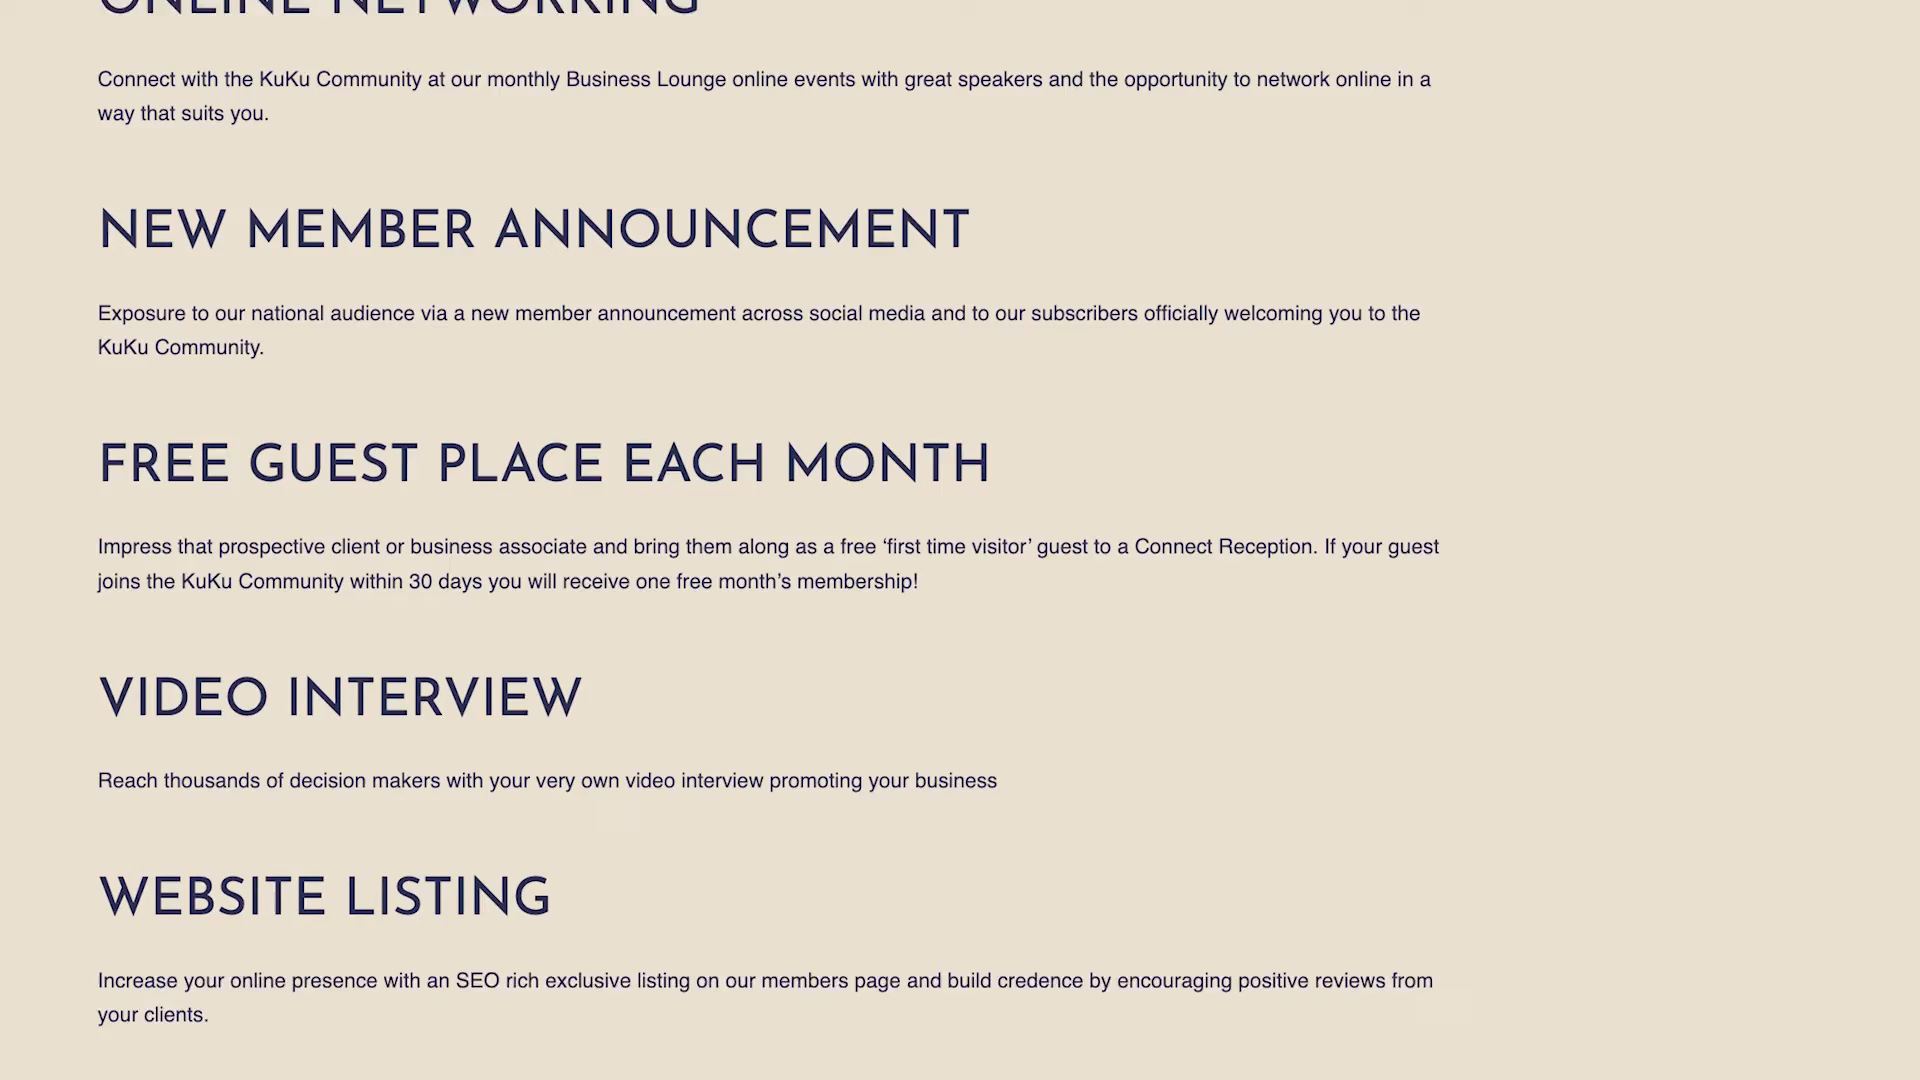 ONLINE NETWORKING
Connect with the KuKu Community at our monthly Business Lounge online events with great speakers and the opportunity to network online in a
way that suits you.
NEW MEMBER ANNOUNCEMENT
Exposure to our national audience via a new member announcement across social media and to our subscribers officially welcoming you to the
KuKu Community.
FREE GUEST PLACE EACH MONTH
Impress that prospective client or business associate and bring them along as a free ‘first time visitor’ guest to a Connect Reception. If your guest
joins the KuKu Community within 30 days you will receive one free month’s membership!
VIDEO INTERVIEW
Reach thousands of decision makers with your very own video interview promoting your business
WEBSITE LISTING
Increase your online presence with an SEO rich exclusive listing on our members page and build credence by encouraging positive reviews from
your clients.